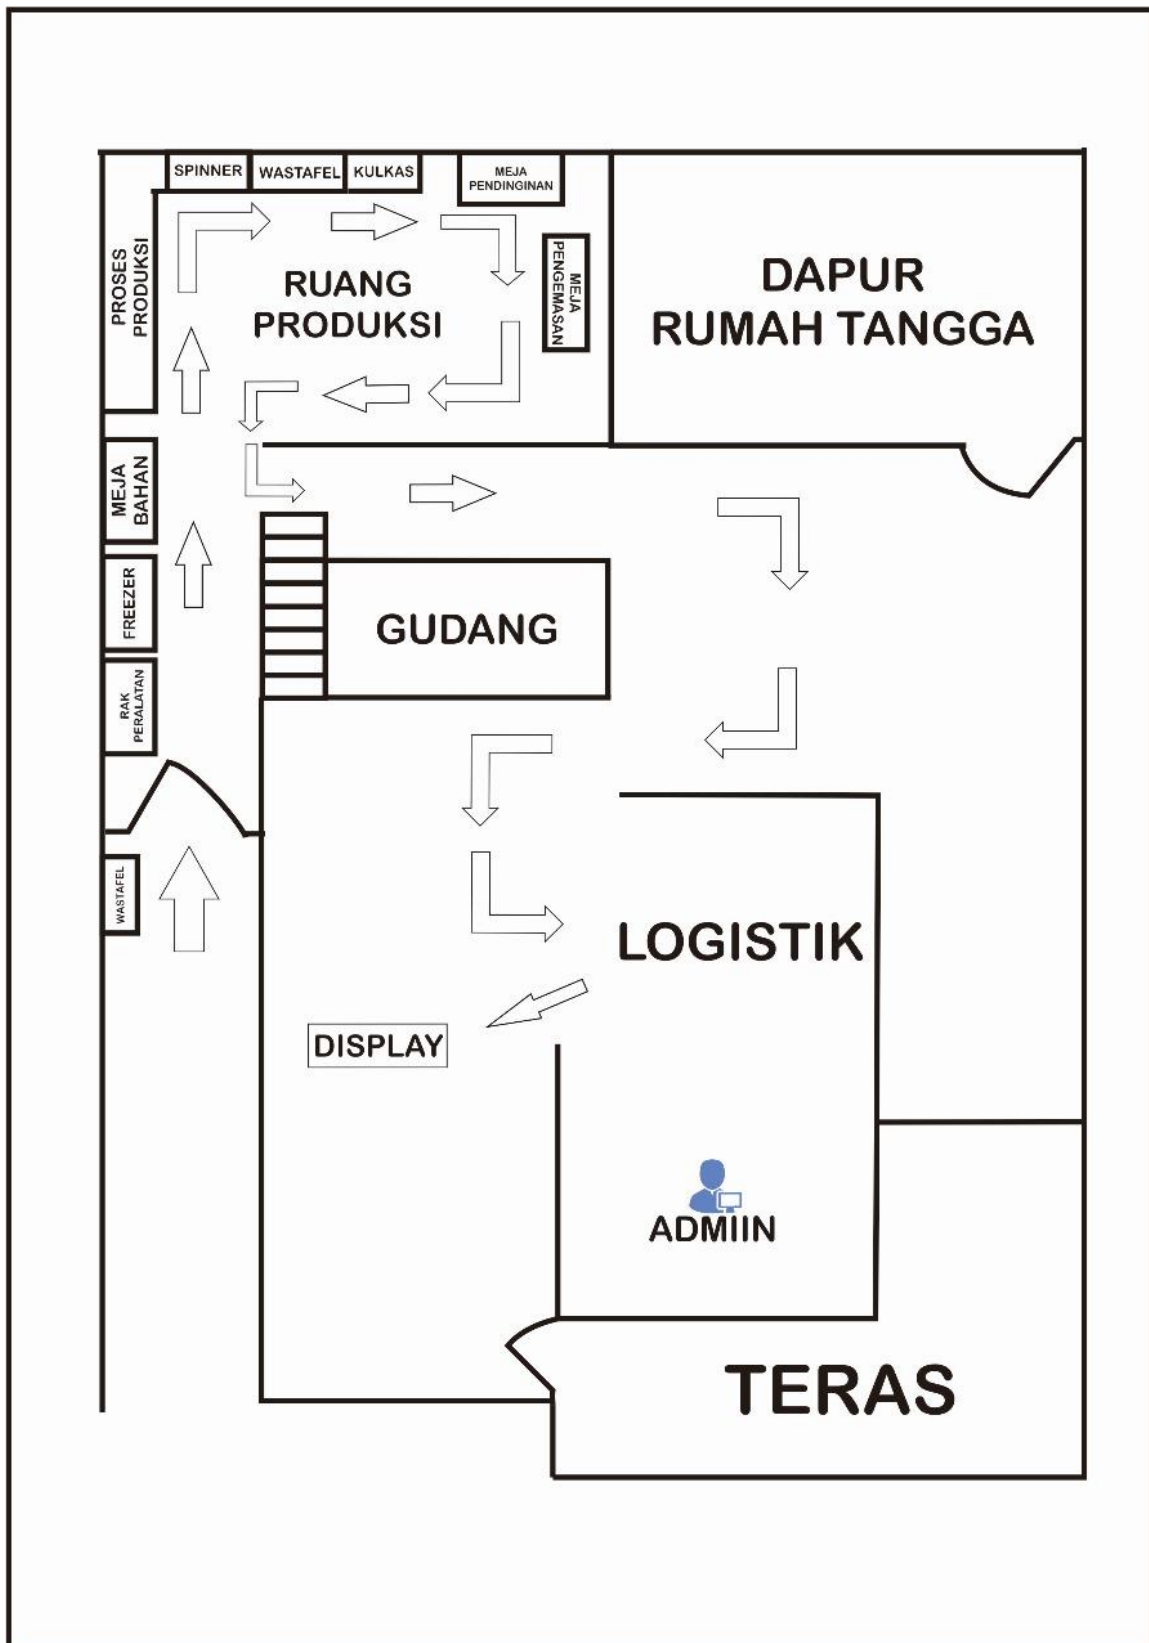 SPINNER
WASTAFEL
KULKAS
MEJA
PENDINGINAN
PROSES
PRODUKSI
RUANG
PRODUKSI
MEJA
PENGEMASAN
DAPUR
RUMAH TANGGA
MEJA
BAHAN
FREEZER
GUDANG
RAK
PERALATAN
WASTAFEL
LOGISTIK
DISPLAY
ADMIIN
TERAS